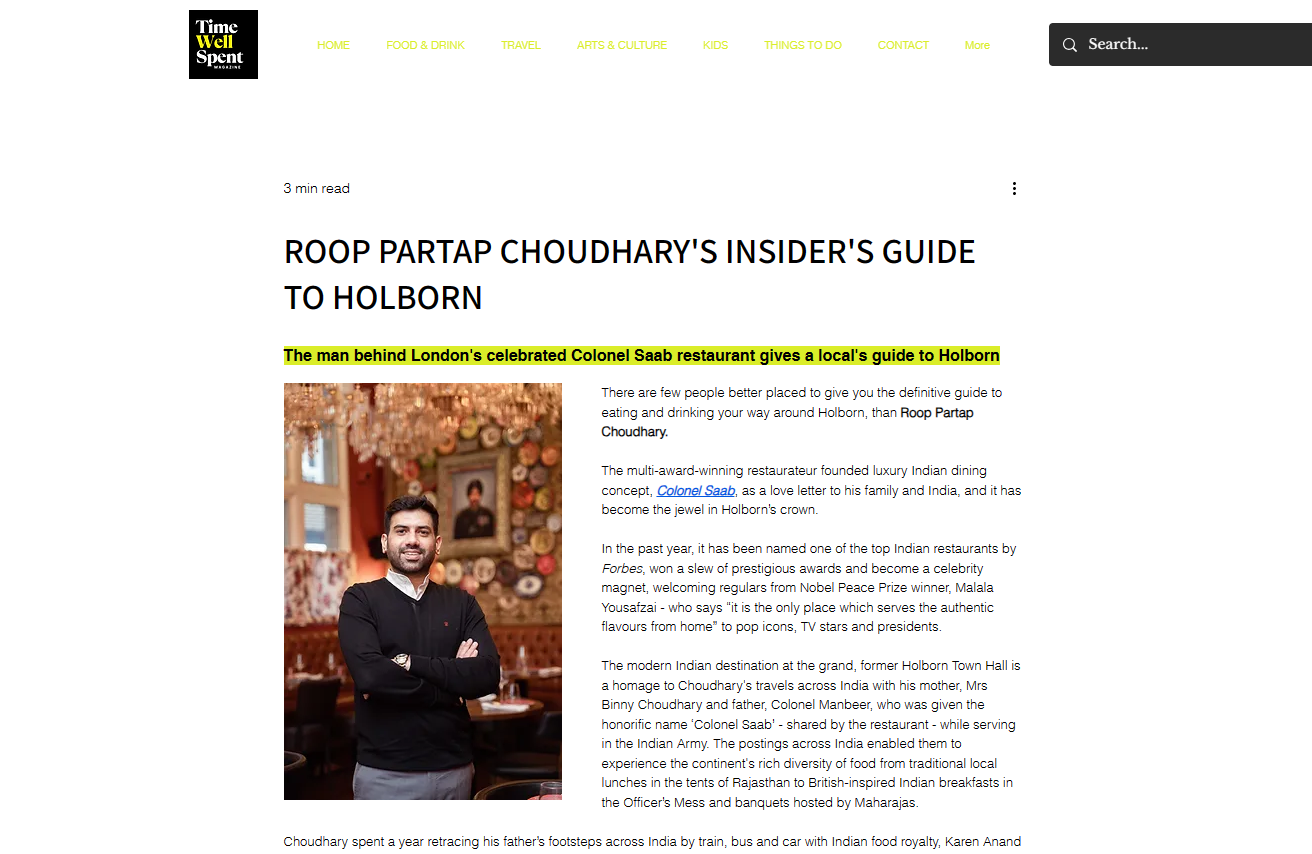 Time
Well
Spent
MAGAZINE
HOME
FOOD & DRINK
TRAVEL
ARTS & CULTURE
KIDS
THINGS TO DO
CONTACT
More
Search...
3 min read
ROOP PARTAP CHOUDHARY'S INSIDER'S GUIDE
TO HOLBORN
The man behind London's celebrated Colonel Saab restaurant gives a local's guide to Holborn
There are few people better placed to give you the definitive guide to
eating and drinking your way around Holborn, than Roop Partap
Choudhary.
The multi-award-winning restaurateur founded luxury Indian dining
concept, Colonel Saab, as a love letter to his family and India, and it has
become the jewel in Holborn’s crown.
In the past year, it has been named one of the top Indian restaurants by
Forbes, won a slew of prestigious awards and become a celebrity
magnet, welcoming regulars from Nobel Peace Prize winner, Malala
Yousafzai - who says “it is the only place which serves the authentic
flavours from home” to pop icons, TV stars and presidents.
The modern Indian destination at the grand, former Holborn Town Hall is
a homage to Choudhary’s travels across India with his mother, Mrs
Binny Choudhary and father, Colonel Manbeer, who was given the
honorific name ‘Colonel Saab’ - shared by the restaurant - while serving
in the Indian Army. The postings across India enabled them to
experience the continent’s rich diversity of food from traditional local
lunches in the tents of Rajasthan to British-inspired Indian breakfasts in
the Officer’s Mess and banquets hosted by Maharajas.
Choudhary spent a year retracing his father’s footsteps across India by train, bus and car with Indian food royalty, Karen Anand